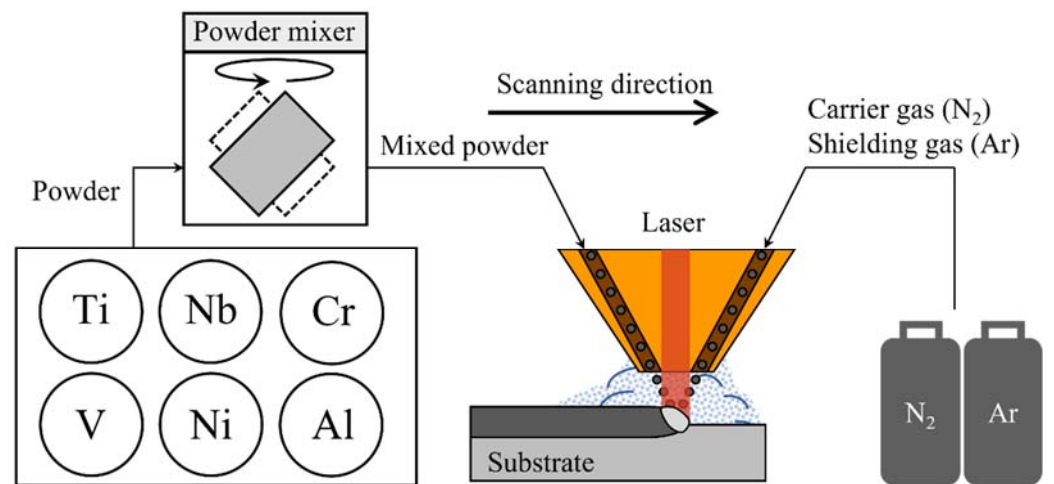 Powder mixer
Scanning direction
Carrier gas (N₂)
Shielding gas (Ar)
Mixed powder
Powder
Laser
Ti Nb Cr
V Ni Al
N₂ Ar
Substrate